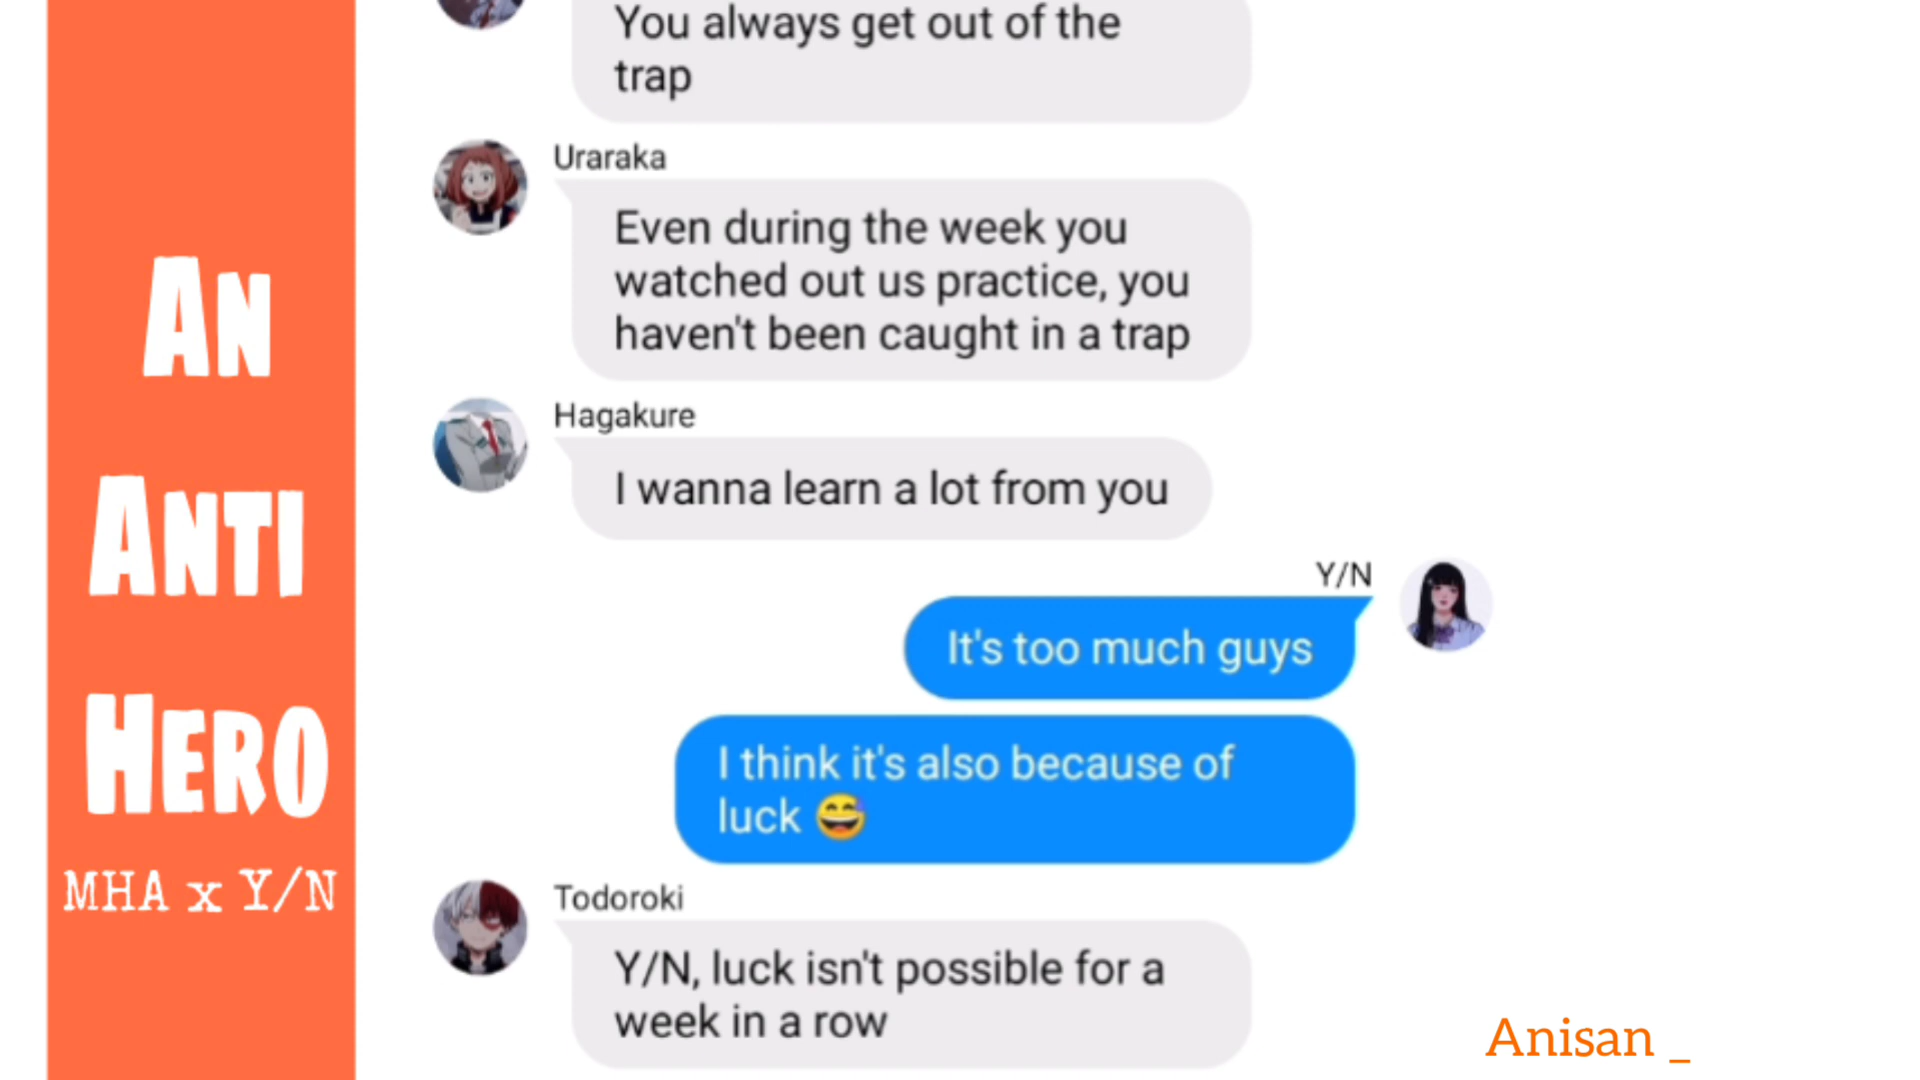 An
Anti
Hero
MHA x Y/N
You always get out of the
trap
Uraraka
Even during the week you
watched out us practice, you
haven't been caught in a trap
Hagakure
I wanna learn a lot from you
Y/N
It's too much guys
I think it's also because of
luck 😅
Todoroki
Y/N, luck isn't possible for a
week in a row
Anisan _